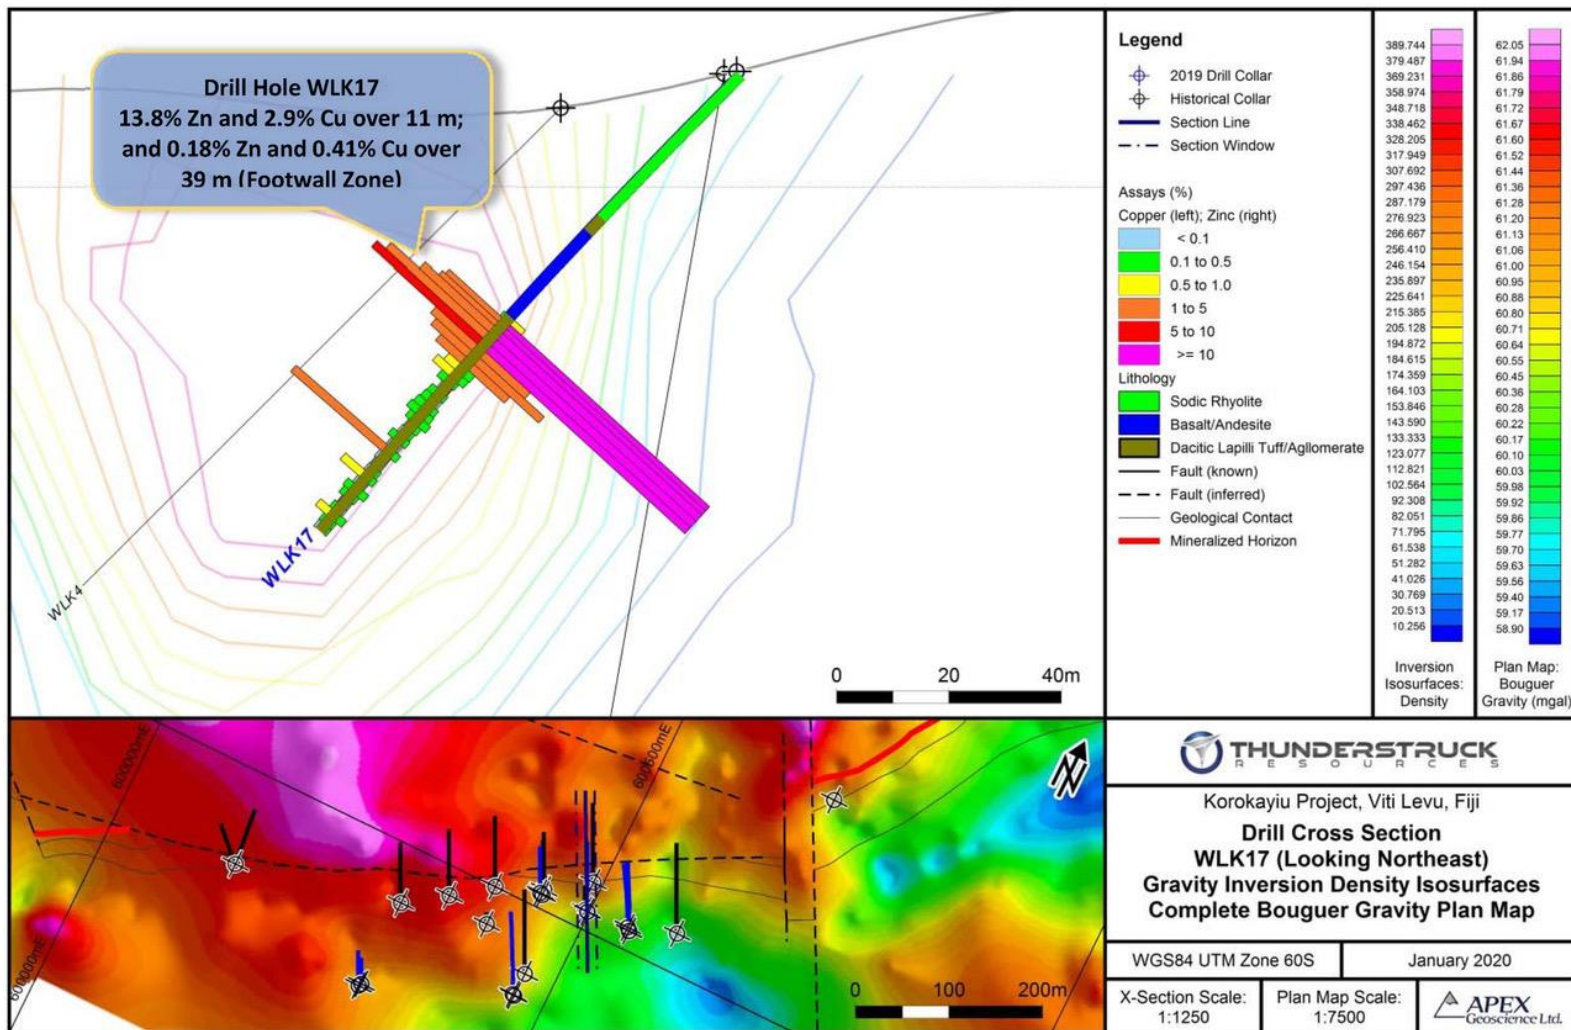 Drill Hole WLK17
13.8% Zn and 2.9% Cu over 11 m;
and 0.18% Zn and 0.41% Cu over
39 m (Footwall Zone)
WLK17
WLK4
0 20 40m
Legend
2019 Drill Collar
Historical Collar
Section Line
Section Window
Assays (%)
Copper (left); Zinc (right)
< 0.1
0.1 to 0.5
0.5 to 1.0
1 to 5
5 to 10
>= 10
Lithology
Sodic Rhyolite
Basalt/Andesite
Dacitic Lapilli Tuff/Agllomerate
Fault (known)
Fault (inferred)
Geological Contact
Mineralized Horizon
389.744
379.487
369.231
358.974
348.718
338.462
328.205
317.949
307.692
297.436
287.179
276.923
266.667
256.410
246.154
235.897
225.641
215.385
205.128
194.872
184.615
174.359
164.103
153.846
143.590
133.333
123.077
112.821
102.564
92.308
82.051
71.795
61.538
51.282
41.026
30.769
20.513
10.256
Inversion
Isosurfaces:
Density
62.05
61.94
61.86
61.79
61.72
61.67
61.60
61.52
61.44
61.36
61.28
61.20
61.13
61.06
61.00
60.95
60.88
60.80
60.71
60.64
60.55
60.45
60.36
60.28
60.22
60.17
60.10
60.03
59.98
59.92
59.86
59.77
59.70
59.63
59.56
59.40
59.17
58.90
Plan Map:
Bouguer
Gravity (mgal)
600000mE
600000mE
600600mE
N
0 100 200m
THUNDERSTRUCK
RESOURCES
Korokayiu Project, Viti Levu, Fiji
Drill Cross Section
WLK17 (Looking Northeast)
Gravity Inversion Density Isosurfaces
Complete Bouguer Gravity Plan Map
WGS84 UTM Zone 60S
January 2020
X-Section Scale:
1:1250
Plan Map Scale:
1:7500
APEX
Geoscience Ltd.